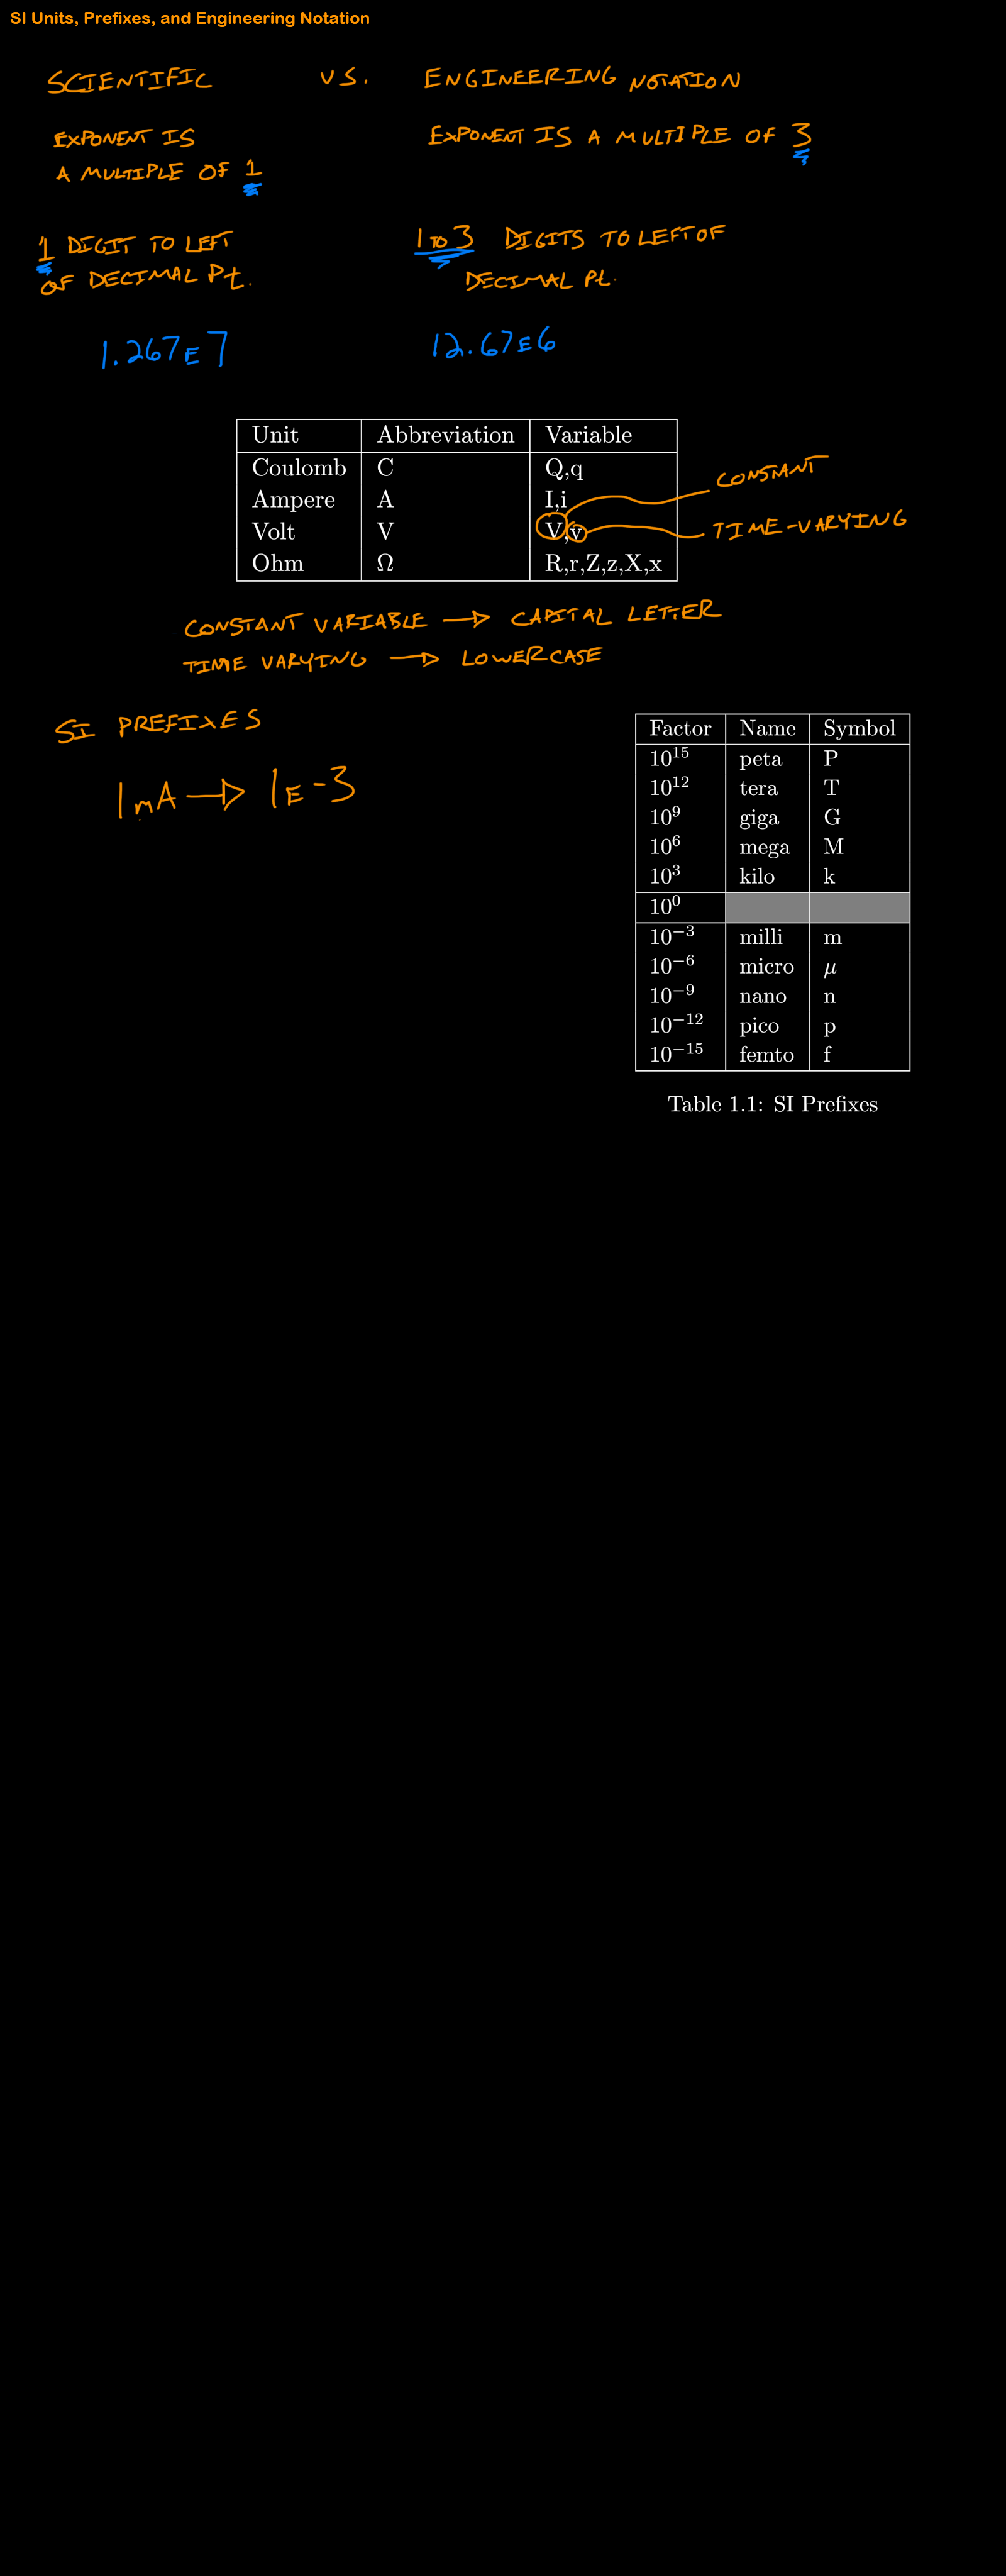 SI Units, Prefixes, and Engineering Notation
SCIENTIFIC VS. ENGINEERING NOTATION
EXPONENT IS
A MULTIPLE OF 1
EXPONENT IS A MULTIPLE OF 3
1 DIGIT TO LEFT
OF DECIMAL Pt.
1 TO 3 DIGITS TO LEFT OF
DECIMAL Pt.
1.267E7
12.67E6
Unit Abbreviation Variable
Coulomb C Q,q
Ampere A I,i
Volt V V,v
Ohm Ω R,r,Z,z,X,x
CONSTANT
TIME-VARYING
CONSTANT VARIABLE → CAPITAL LETTER
TIME VARYING → LOWERCASE
SI PREFIXES
1mA → 1E-3
Factor Name Symbol
10^15 peta P
10^12 tera T
10^9 giga G
10^6 mega M
10^3 kilo k
10^0
10^−3 milli m
10^−6 micro μ
10^−9 nano n
10^−12 pico p
10^−15 femto f
Table 1.1: SI Prefixes